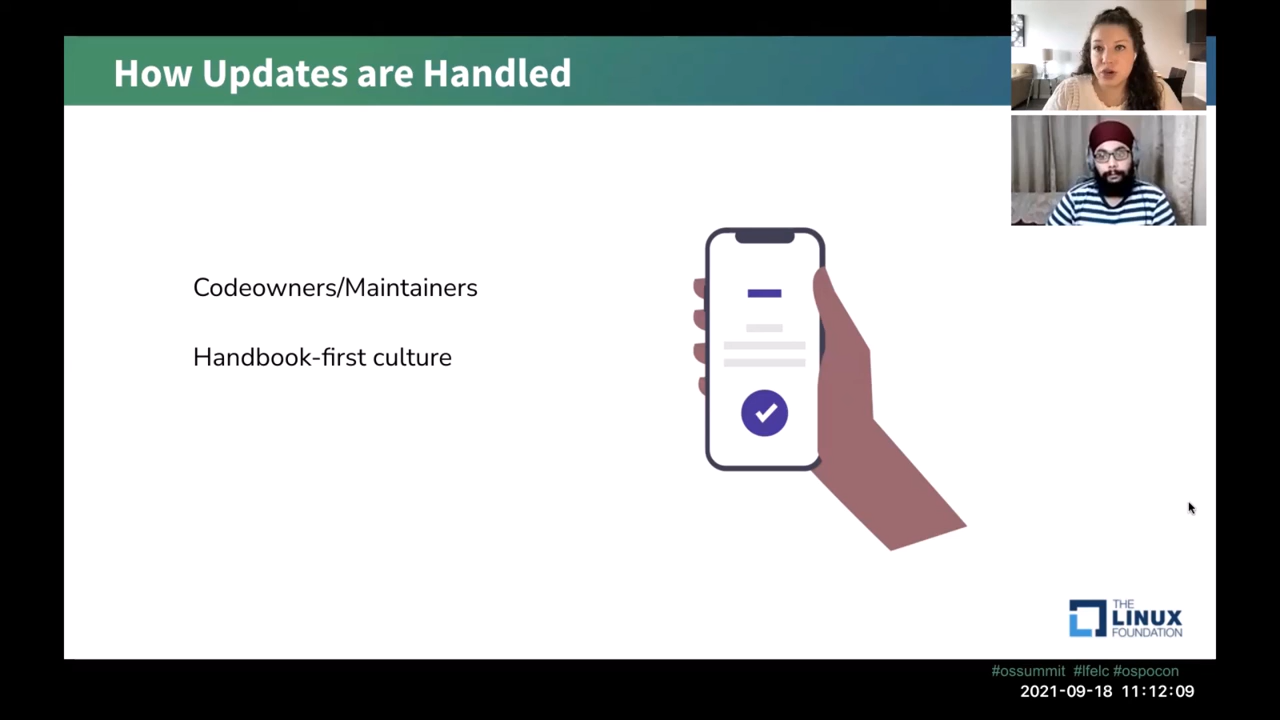 How Updates are Handled
Codeowners/Maintainers
Handbook-first culture
THE
LINUX
FOUNDATION
#ossummit #lfelc #ospocon
2021-09-18 11:12:09